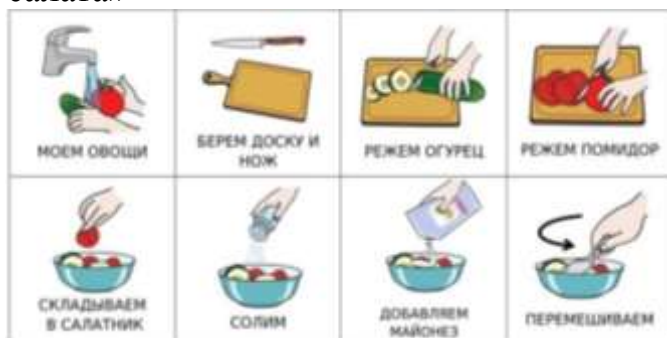 МОЕМ ОВОЩИ
БЕРЕМ ДОСКУ И
НОЖ
РЕЖЕМ ОГУРЕЦ
РЕЖЕМ ПОМИДОР
СКЛАДЫВАЕМ
В САЛАТНИК
СОЛИМ
ДОБАВЛЯЕМ
МАЙОНЕЗ
ПЕРЕМЕШИВАЕМ